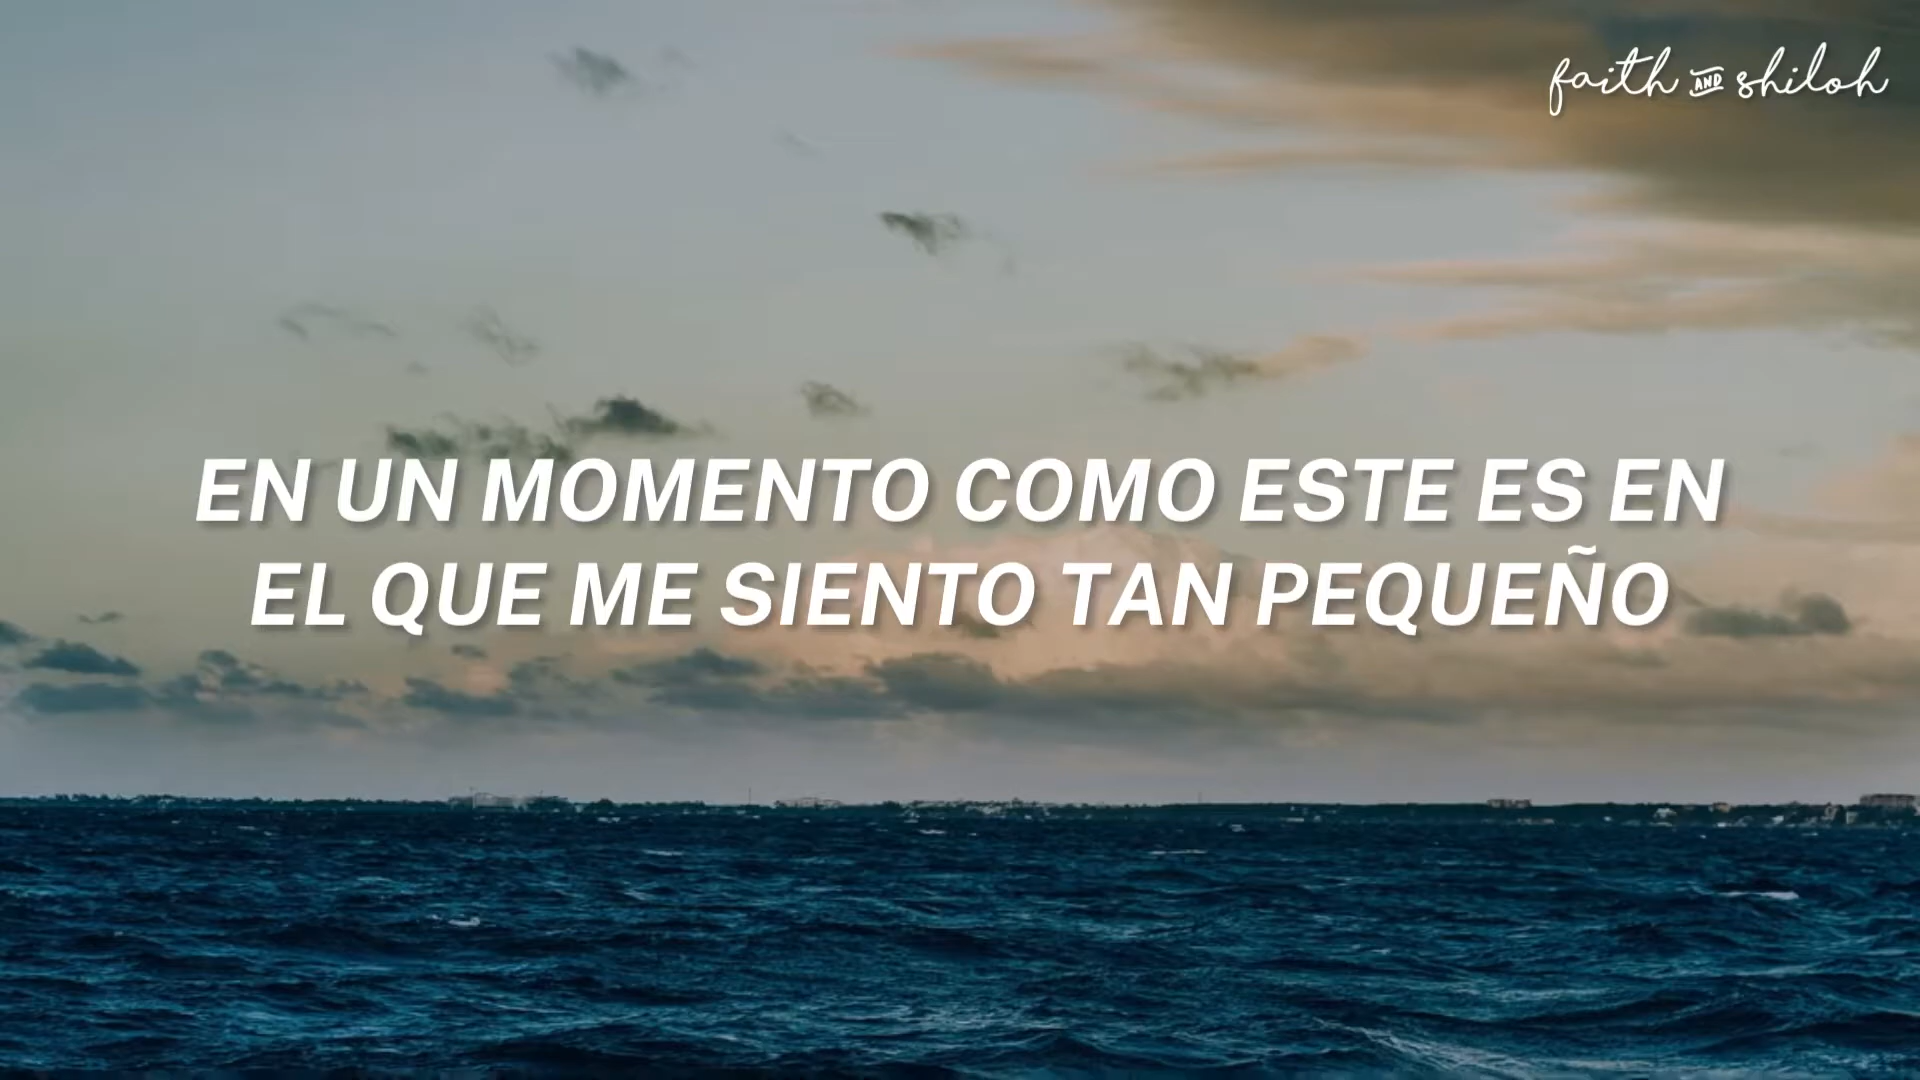 faith AND shiloh
EN UN MOMENTO COMO ESTE ES EN
EL QUE ME SIENTO TAN PEQUEÑO